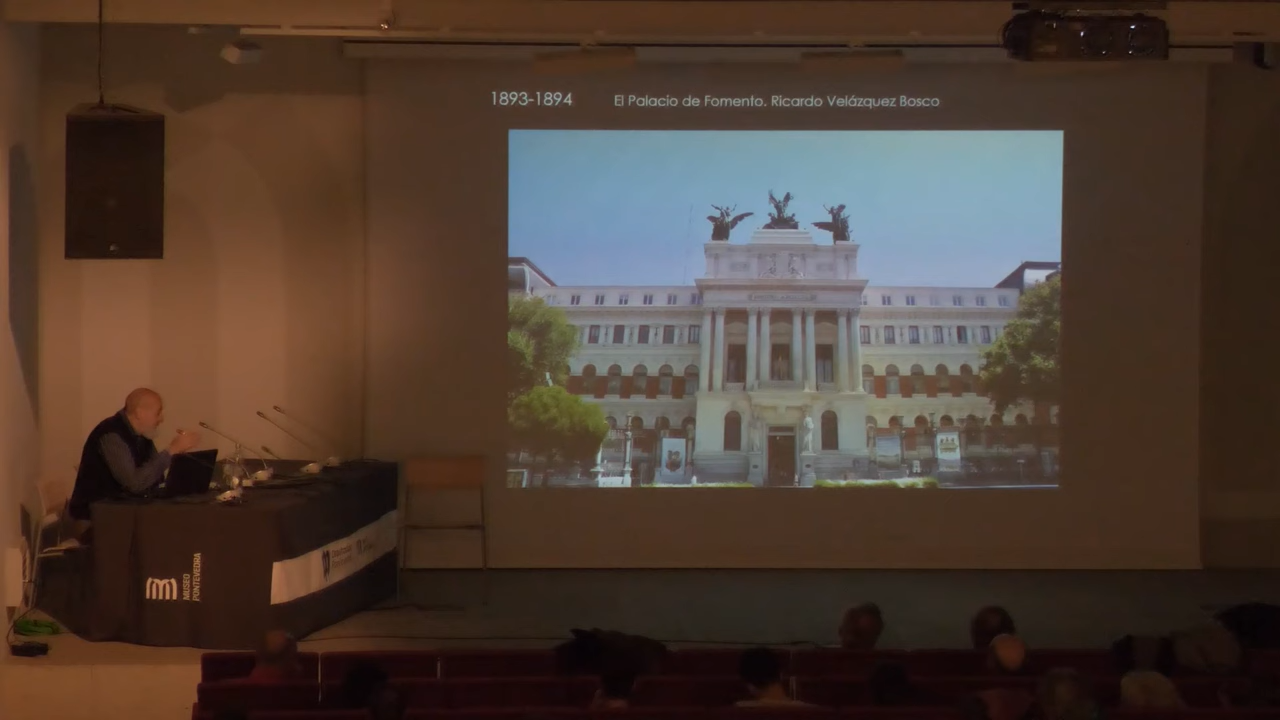 1893-1894 El Palacio de Fomento. Ricardo Velázquez Bosco
MUSEO
PONTEVEDRA